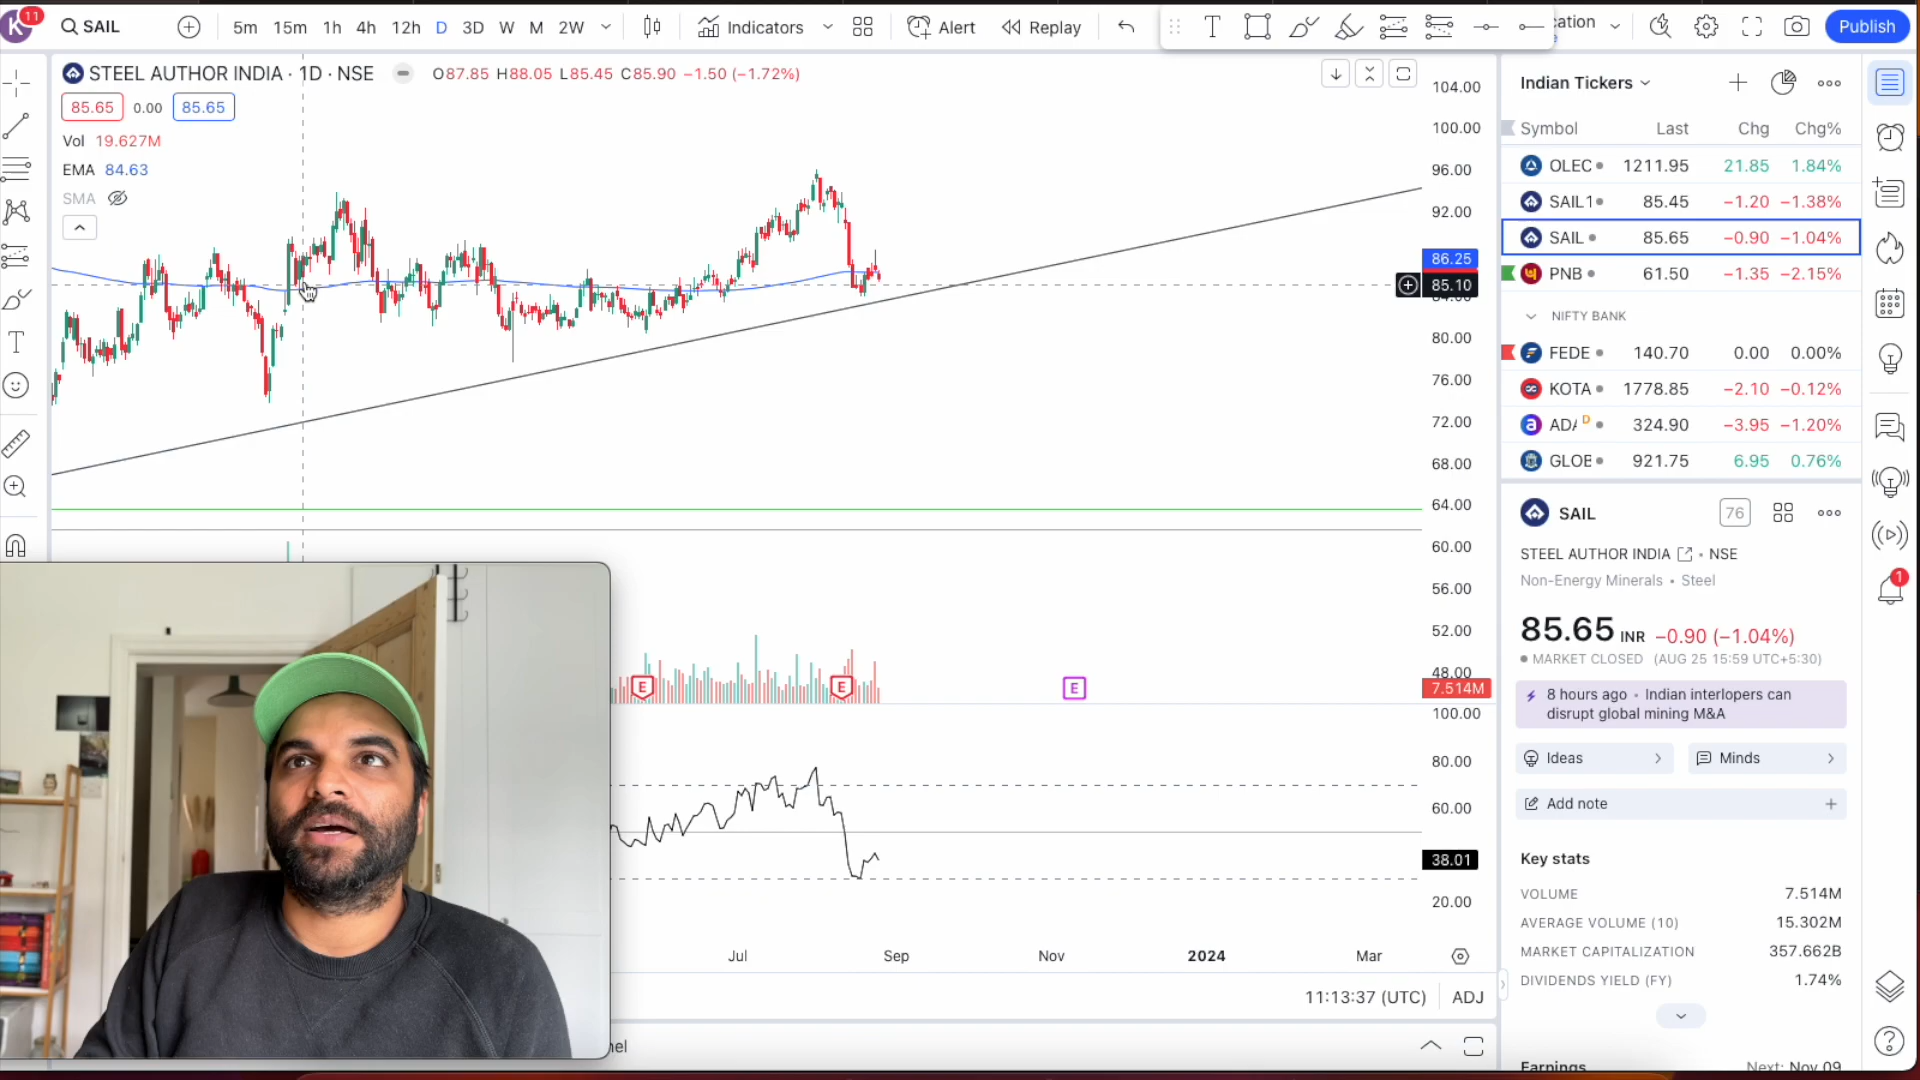 K 11 SAIL 5m 15m 1h 4h 12h D 3D W M 2W Indicators Alert Replay T cation Publish
STEEL AUTHOR INDIA · 1D · NSE O87.85 H88.05 L85.45 C85.90 −1.50 (−1.72%)
85.65 0.00 85.65
Vol 19.627M
EMA 84.63
SMA
104.00
100.00
96.00
92.00
86.25
85.10
84.00
80.00
76.00
72.00
68.00
64.00
60.00
56.00
52.00
48.00
7.514M
E E E
100.00
80.00
60.00
38.01
20.00
Jul Sep Nov 2024 Mar
11:13:37 (UTC) ADJ
nel
Indian Tickers
Symbol Last Chg Chg%
OLEC 1211.95 21.85 1.84%
SAIL1 85.45 −1.20 −1.38%
SAIL 85.65 −0.90 −1.04%
PNB 61.50 −1.35 −2.15%
NIFTY BANK
FEDE 140.70 0.00 0.00%
KOTA 1778.85 −2.10 −0.12%
ADA D 324.90 −3.95 −1.20%
GLOE 921.75 6.95 0.76%
SAIL 76
STEEL AUTHOR INDIA • NSE
Non-Energy Minerals • Steel
85.65 INR −0.90 (−1.04%)
MARKET CLOSED (AUG 25 15:59 UTC+5:30)
8 hours ago • Indian interlopers can
disrupt global mining M&A
Ideas Minds
Add note
Key stats
VOLUME 7.514M
AVERAGE VOLUME (10) 15.302M
MARKET CAPITALIZATION 357.662B
DIVIDENDS YIELD (FY) 1.74%
Earnings Next: Nov 09
1